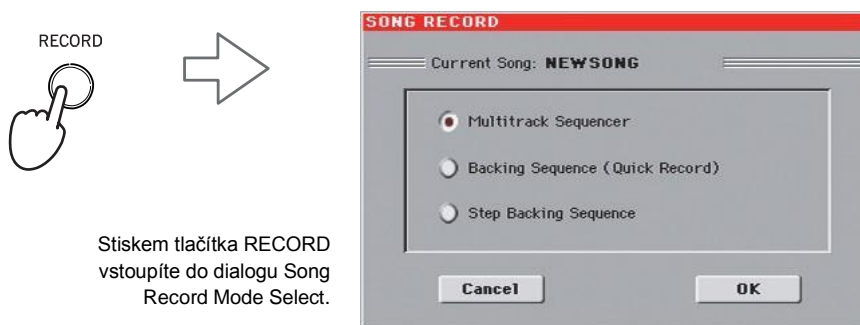 RECORD
Stiskem tlačítka RECORD
vstoupíte do dialogu Song
Record Mode Select.
SONG RECORD
Current Song: NEWSONG
Multitrack Sequencer
Backing Sequence (Quick Record)
Step Backing Sequence
Cancel OK